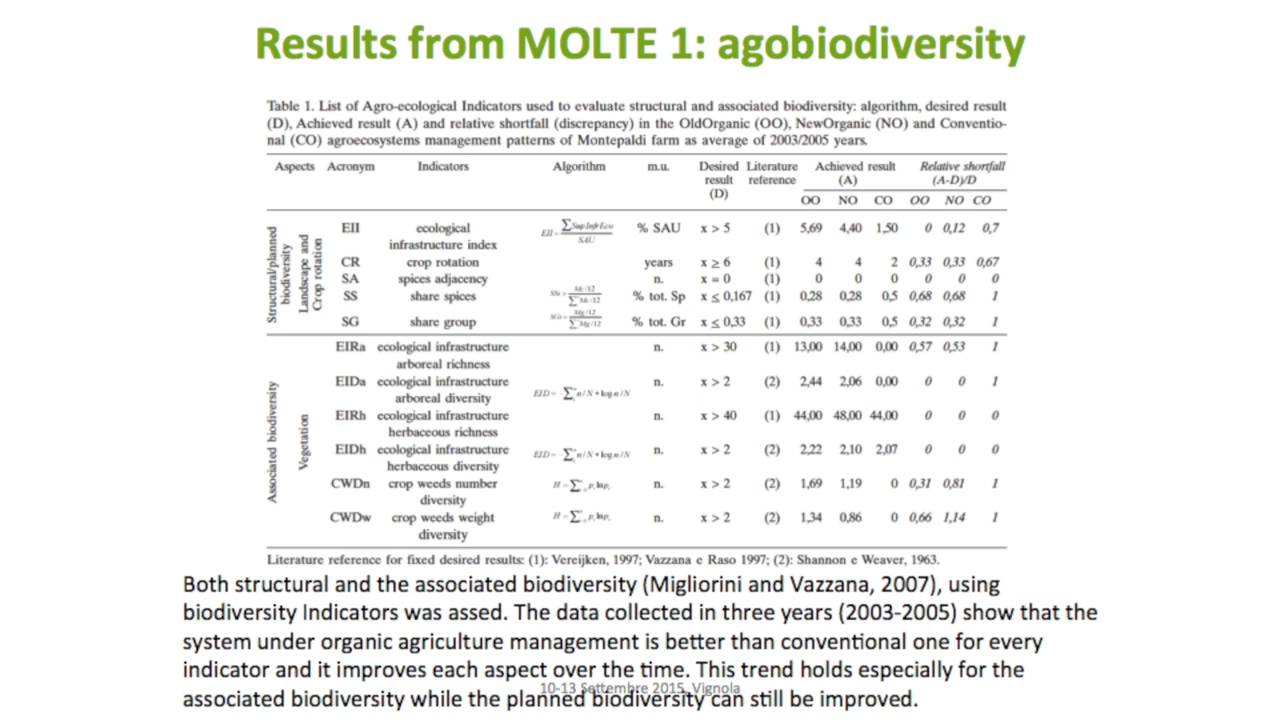 Results from MOLTE 1: agobiodiversity
Table 1. List of Agro-ecological Indicators used to evaluate structural and associated biodiversity: algorithm, desired result
(D), Achieved result (A) and relative shortfall (discrepancy) in the OldOrganic (OO), NewOrganic (NO) and Conventio-
nal (CO) agroecosystems management patterns of Montepaldi farm as average of 2003/2005 years.
Aspects Acronym Indicators Algorithm m.u. Desired Literature Achieved result Relative shortfall
result reference (A) (A-D)/D
(D)
OO NO CO OO NO CO
Structural/planned
biodiversity
Landscape and
Crop rotation
EII ecological % SAU x > 5 (1) 5,69 4,40 1,50 0 0,12 0,7
infrastructure index
CR crop rotation years x ≥ 6 (1) 4 4 2 0,33 0,33 0,67
SA spices adjacency n. x = 0 (1) 0 0 0 0 0 0
SS share spices % tot. Sp x ≤ 0,167 (1) 0,28 0,28 0,5 0,68 0,68 1
SG share group % tot. Gr x ≤ 0,33 (1) 0,33 0,33 0,5 0,32 0,32 1
Associated biodiversity
Vegetation
EIRa ecological infrastructure n. x > 30 (1) 13,00 14,00 0,00 0,57 0,53 1
arboreal richness
EIDa ecological infrastructure n. x > 2 (2) 2,44 2,06 0,00 0 0 1
arboreal diversity
EIRh ecological infrastructure n. x > 40 (1) 44,00 48,00 44,00 0 0 0
herbaceous richness
EIDh ecological infrastructure n. x > 2 (2) 2,22 2,10 2,07 0 0 0
herbaceous diversity
CWDn crop weeds number n. x > 2 (2) 1,69 1,19 0 0,31 0,81 1
diversity
CWDw crop weeds weight n. x > 2 (2) 1,34 0,86 0 0,66 1,14 1
diversity
Literature reference for fixed desired results: (1): Vereijken, 1997; Vazzana e Raso 1997; (2): Shannon e Weaver, 1963.
Both structural and the associated biodiversity (Migliorini and Vazzana, 2007), using
biodiversity Indicators was assed. The data collected in three years (2003-2005) show that the
system under organic agriculture management is better than conventional one for every
indicator and it improves each aspect over the time. This trend holds especially for the
associated biodiversity while the planned biodiversity can still be improved.
10-13 Settembre 2015, Vignola